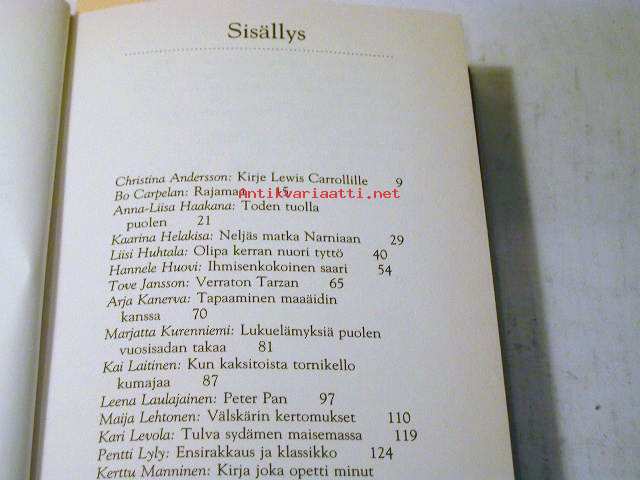 Sisällys
Christina Andersson: Kirje Lewis Carrollille 9
Bo Carpelan: Rajamaa 15
Antikvariaatti.net
Anna-Liisa Haakana: Toden tuolla
puolen 21
Kaarina Helakisa: Neljäs matka Narniaan 29
Liisi Huhtala: Olipa kerran nuori tyttö 40
Hannele Huovi: Ihmisenkokoinen saari 54
Tove Jansson: Verraton Tarzan 65
Arja Kanerva: Tapaaminen maaäidin
kanssa 70
Marjatta Kurenniemi: Lukuelämyksiä puolen
vuosisadan takaa 81
Kai Laitinen: Kun kaksitoista tornikello
kumajaa 87
Leena Laulajainen: Peter Pan 97
Maija Lehtonen: Välskärin kertomukset 110
Kari Levola: Tulva sydämen maisemassa 119
Pentti Lyly: Ensirakkaus ja klassikko 124
Kerttu Manninen: Kirja joka opetti minut